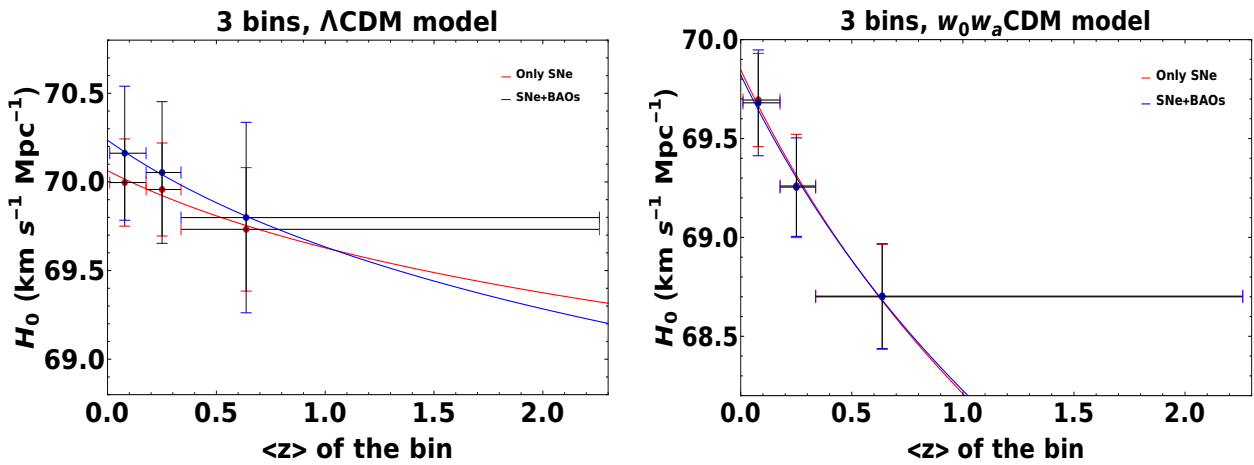 3 bins, ΛCDM model
H₀ (km s⁻¹ Mpc⁻¹)
70.5
70.0
69.5
69.0
Only SNe
SNe+BAOs
0.0 0.5 1.0 1.5 2.0
<z> of the bin
3 bins, w₀wₐCDM model
H₀ (km s⁻¹ Mpc⁻¹)
70.0
69.5
69.0
68.5
Only SNe
SNe+BAOs
0.0 0.5 1.0 1.5 2.0
<z> of the bin